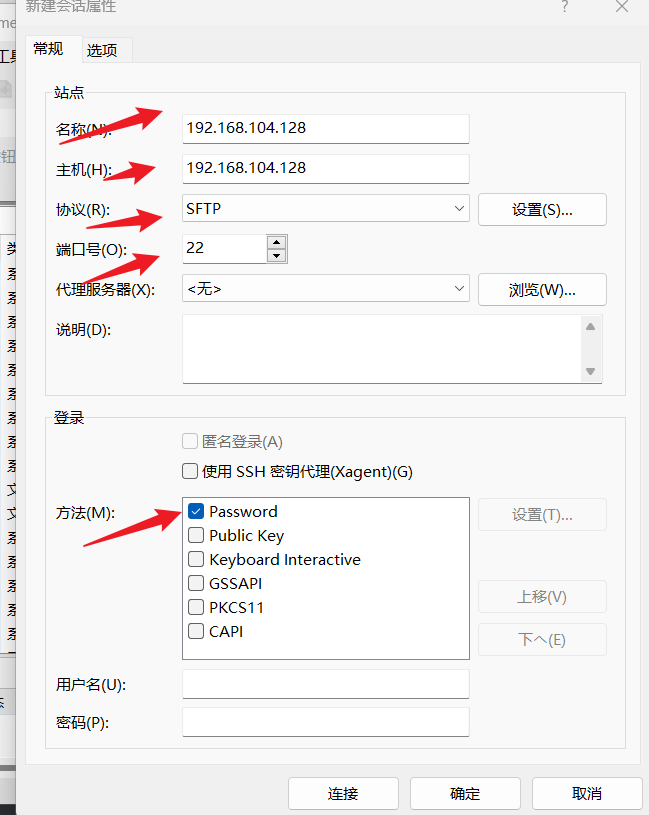 新建会话属性 ?
常规 选项
站点
名称(N): 192.168.104.128
主机(H): 192.168.104.128
协议(R): SFTP 设置(S)...
端口号(O): 22
代理服务器(X): <无> 浏览(W)...
说明(D):
登录
匿名登录(A)
使用 SSH 密钥代理(Xagent)(G)
方法(M): Password 设置(T)...
Public Key
Keyboard Interactive
GSSAPI 上移(V)
PKCS11
CAPI 下へ(E)
用户名(U):
密码(P):
连接 确定 取消